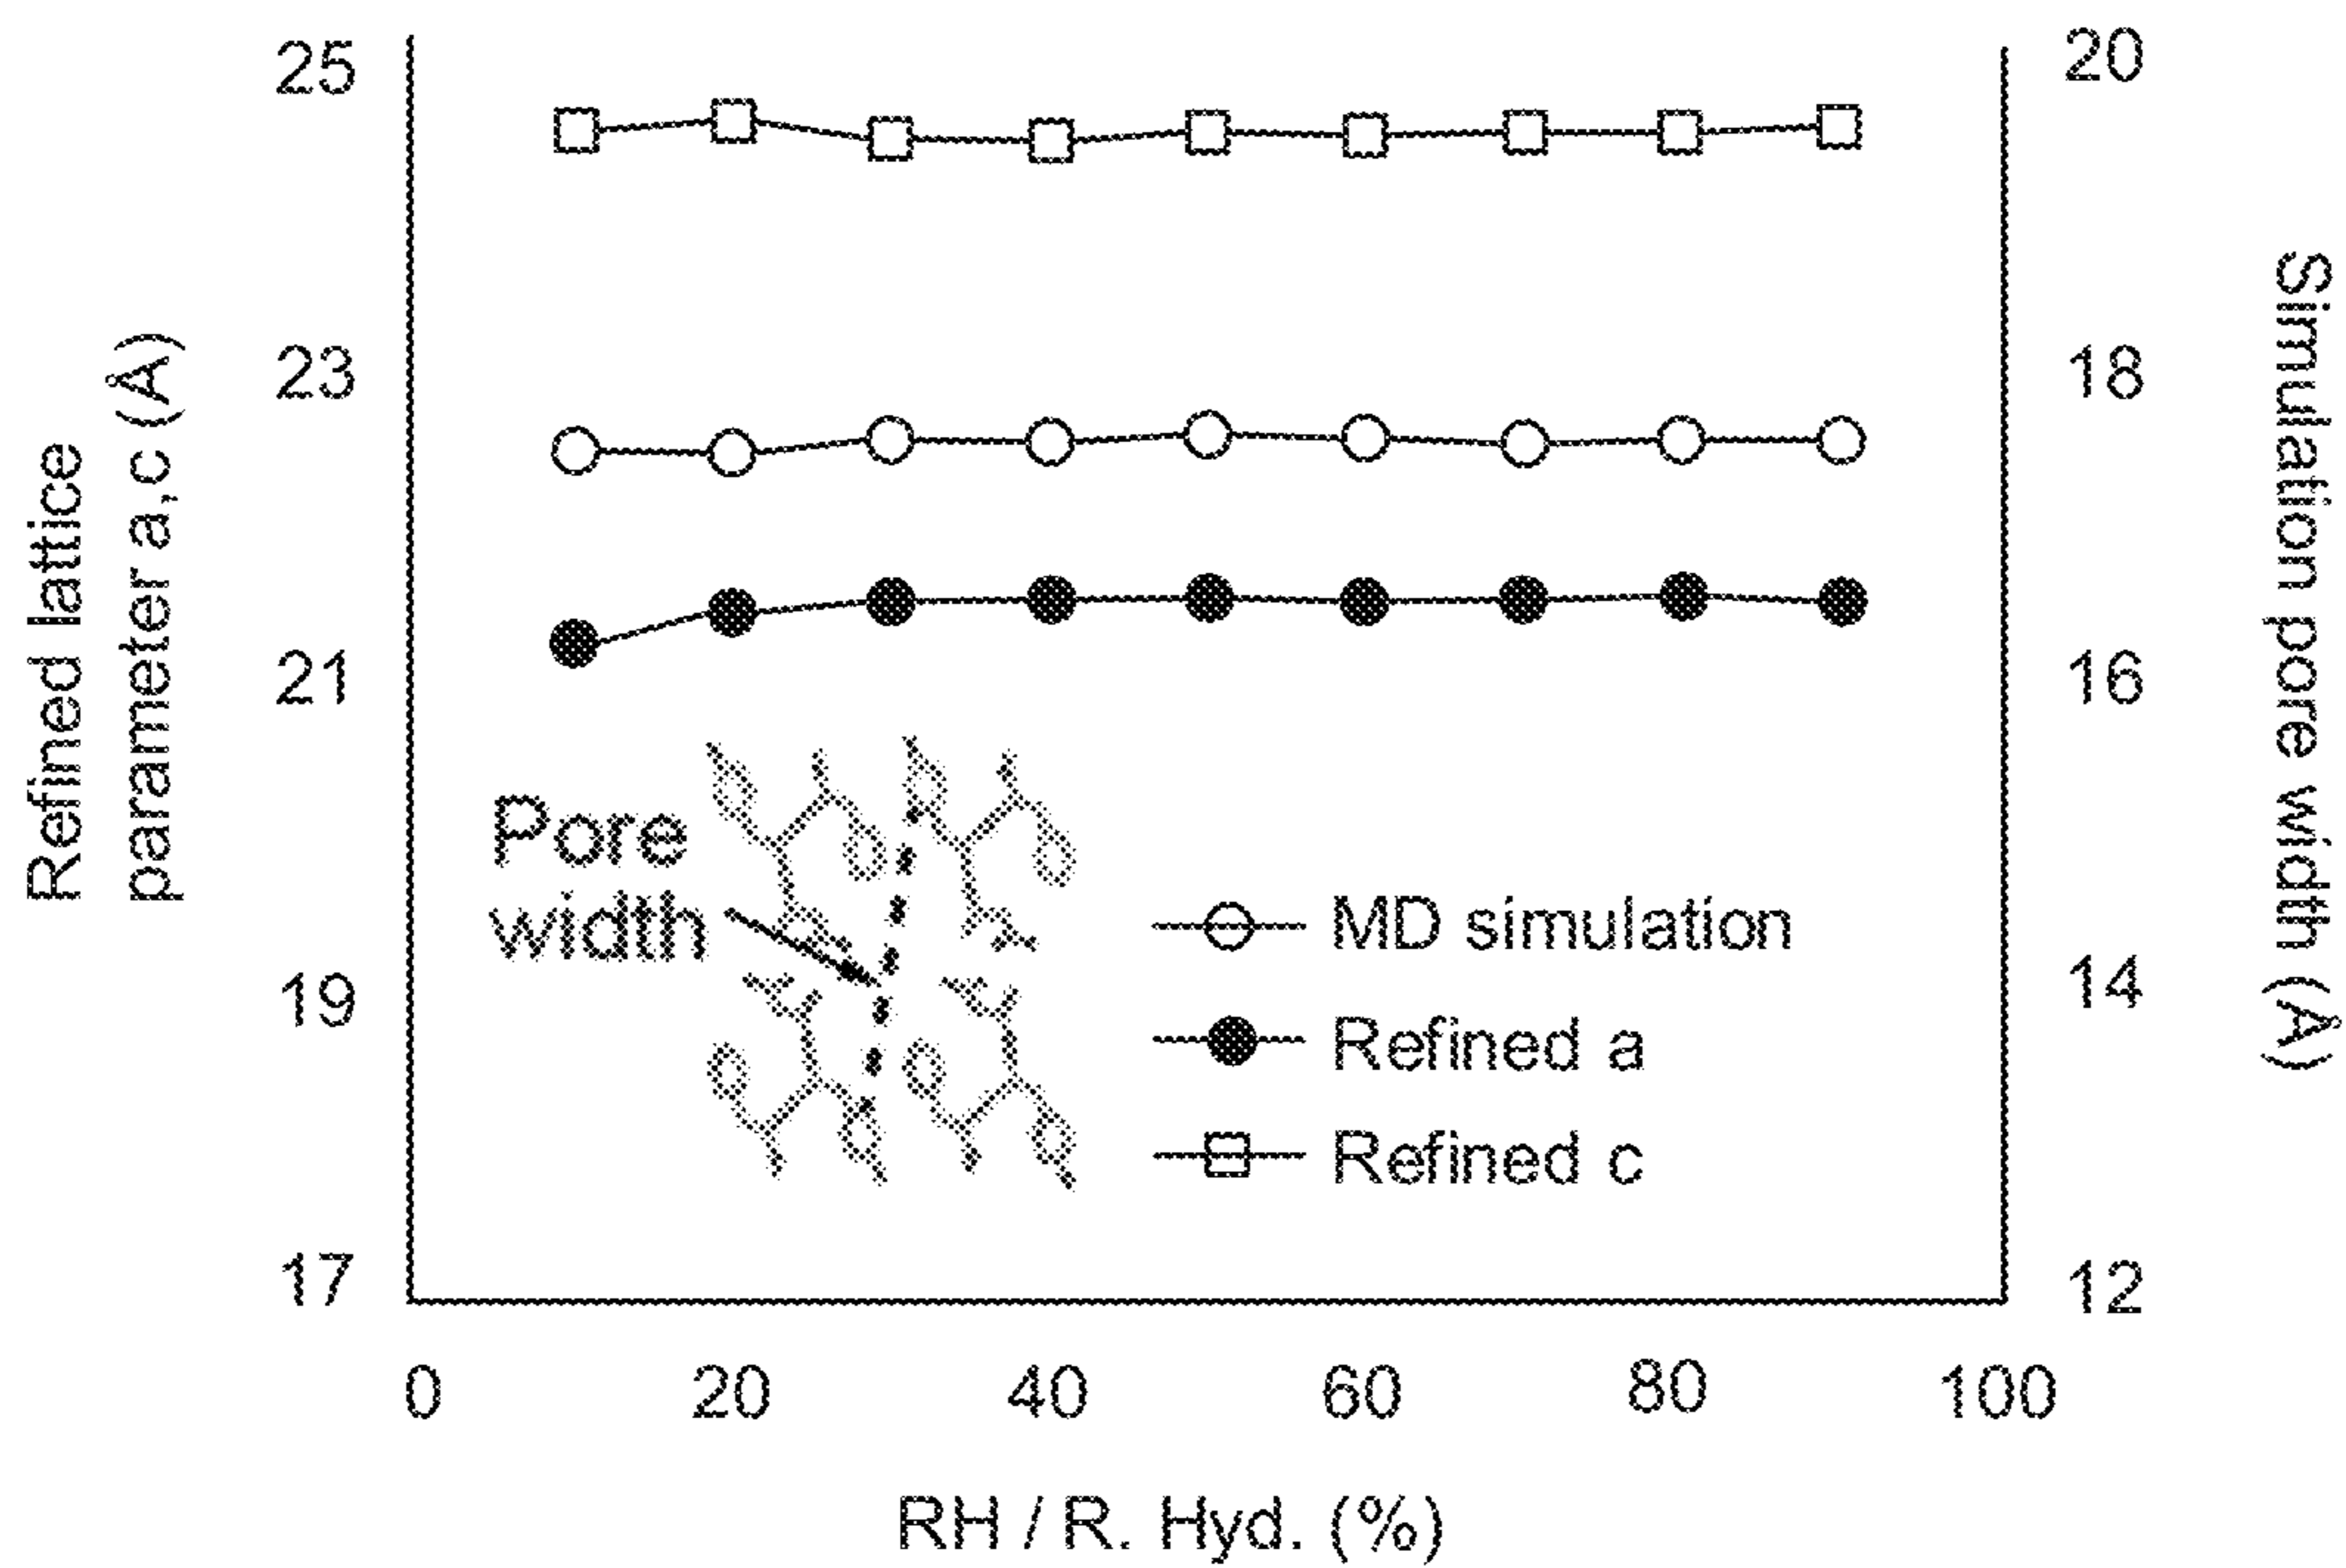 Refined lattice
parameter a,c (Å)
25
23
21
19
17
Pore
width
MD simulation
Refined a
Refined c
20
18
16
14
12
Simulation pore width (Å)
0 20 40 60 80 100
RH / R. Hyd. (%)